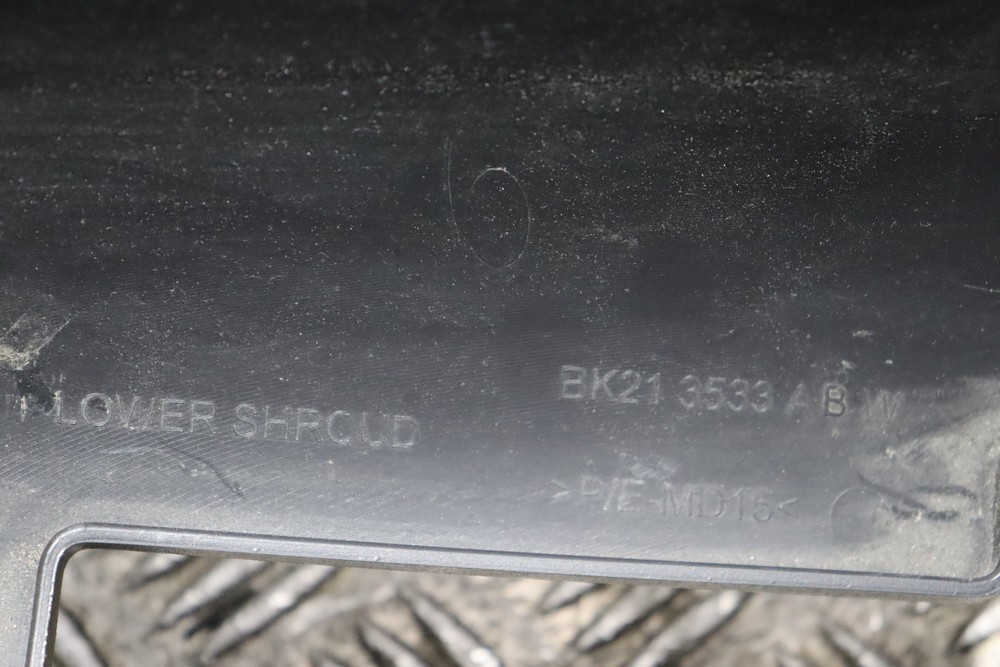 LOWER SHROUD
BK21 3533 AB W
>P/E-MD15<